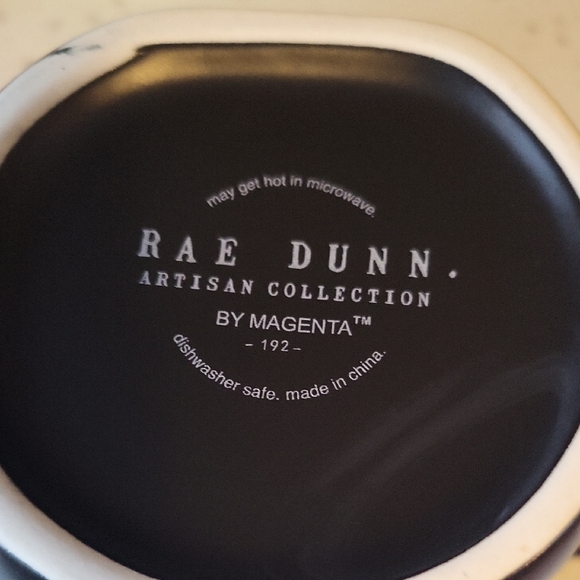 may get hot in microwave.
RAE DUNN.
ARTISAN COLLECTION
BY MAGENTA™
- 192 -
dishwasher safe. made in china.